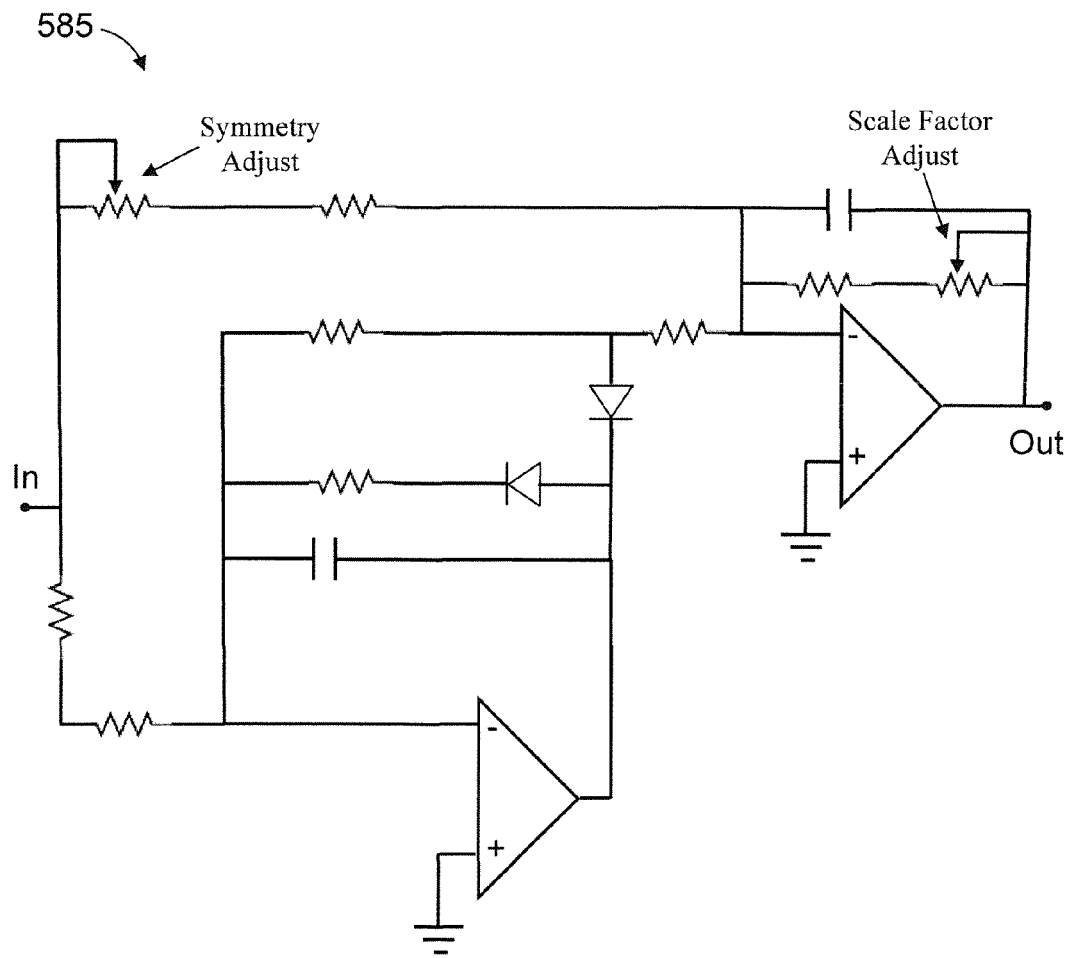 585
Symmetry
Adjust
Scale Factor
Adjust
-
+
Out
In
-
+